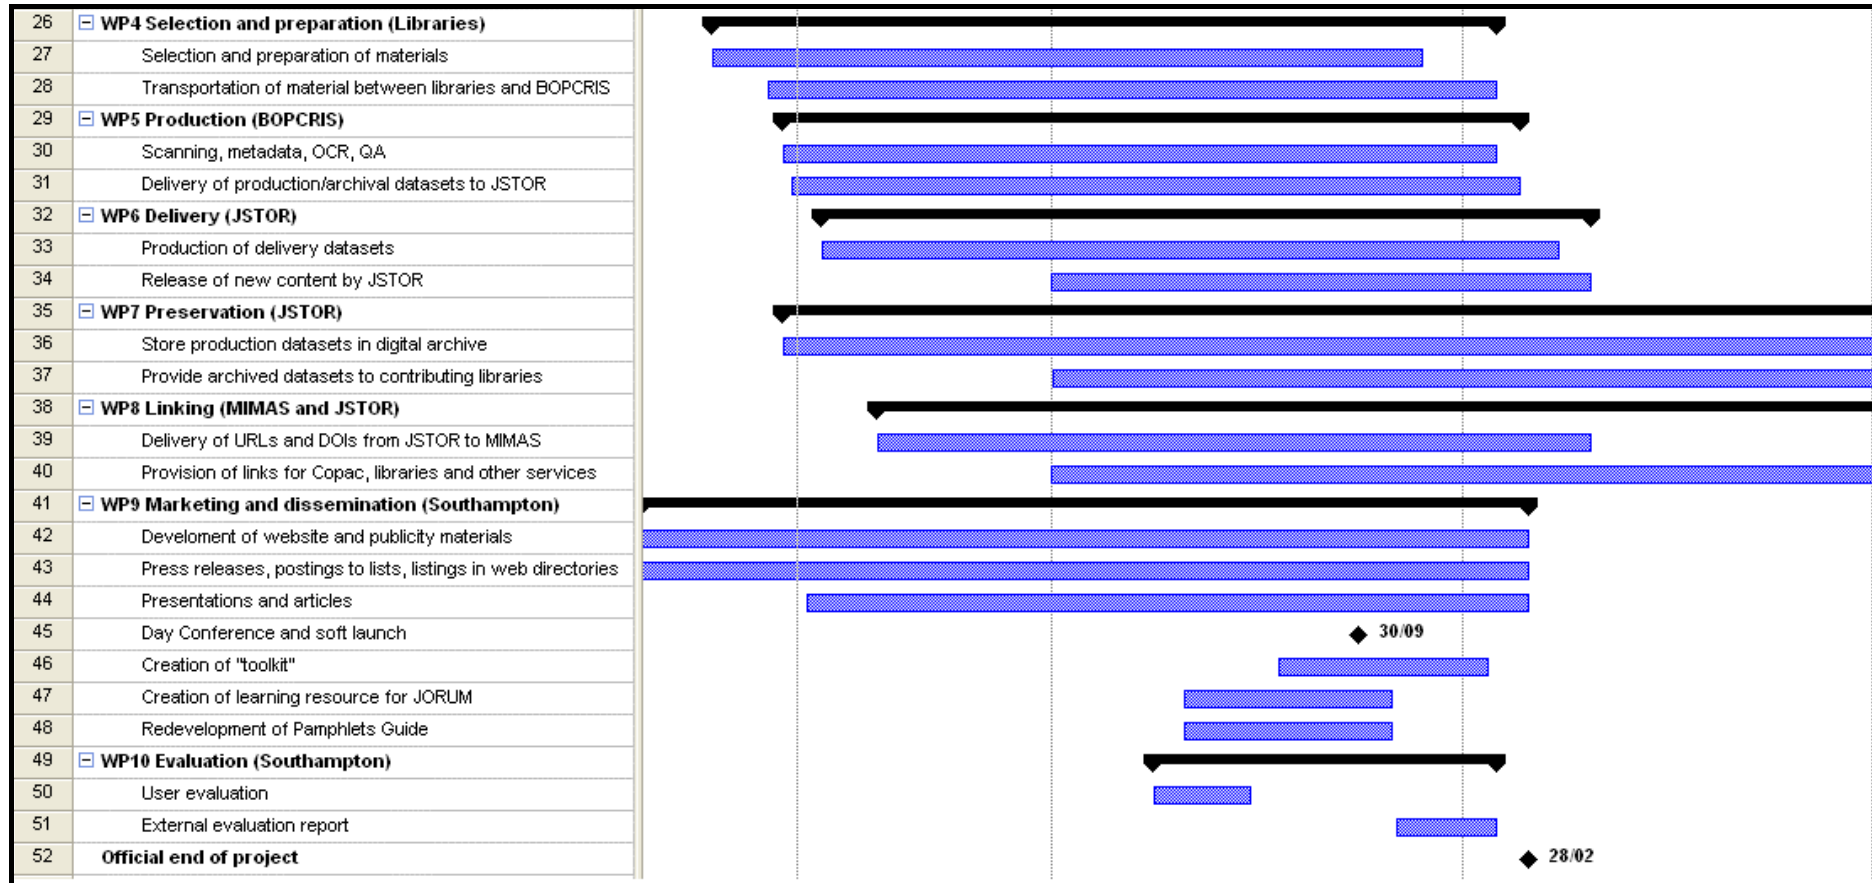 26 WP4 Selection and preparation (Libraries)
27 Selection and preparation of materials
28 Transportation of material between libraries and BOPCRIS
29 WP5 Production (BOPCRIS)
30 Scanning, metadata, OCR, QA
31 Delivery of production/archival datasets to JSTOR
32 WP6 Delivery (JSTOR)
33 Production of delivery datasets
34 Release of new content by JSTOR
35 WP7 Preservation (JSTOR)
36 Store production datasets in digital archive
37 Provide archived datasets to contributing libraries
38 WP8 Linking (MIMAS and JSTOR)
39 Delivery of URLs and DOIs from JSTOR to MIMAS
40 Provision of links for Copac, libraries and other services
41 WP9 Marketing and dissemination (Southampton)
42 Develoment of website and publicity materials
43 Press releases, postings to lists, listings in web directories
44 Presentations and articles
45 Day Conference and soft launch 30/09
46 Creation of "toolkit"
47 Creation of learning resource for JORUM
48 Redevelopment of Pamphlets Guide
49 WP10 Evaluation (Southampton)
50 User evaluation
51 External evaluation report
52 Official end of project 28/02